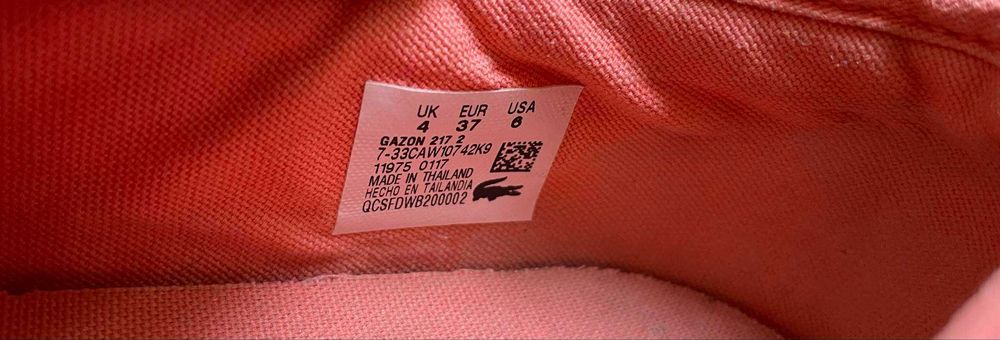 UK EUR USA
4 37 6
GAZON 217 2
7-33CAW10742K9
11975 0117
MADE IN THAILAND
HECHO EN TAILANDIA
QCSFDWB200002